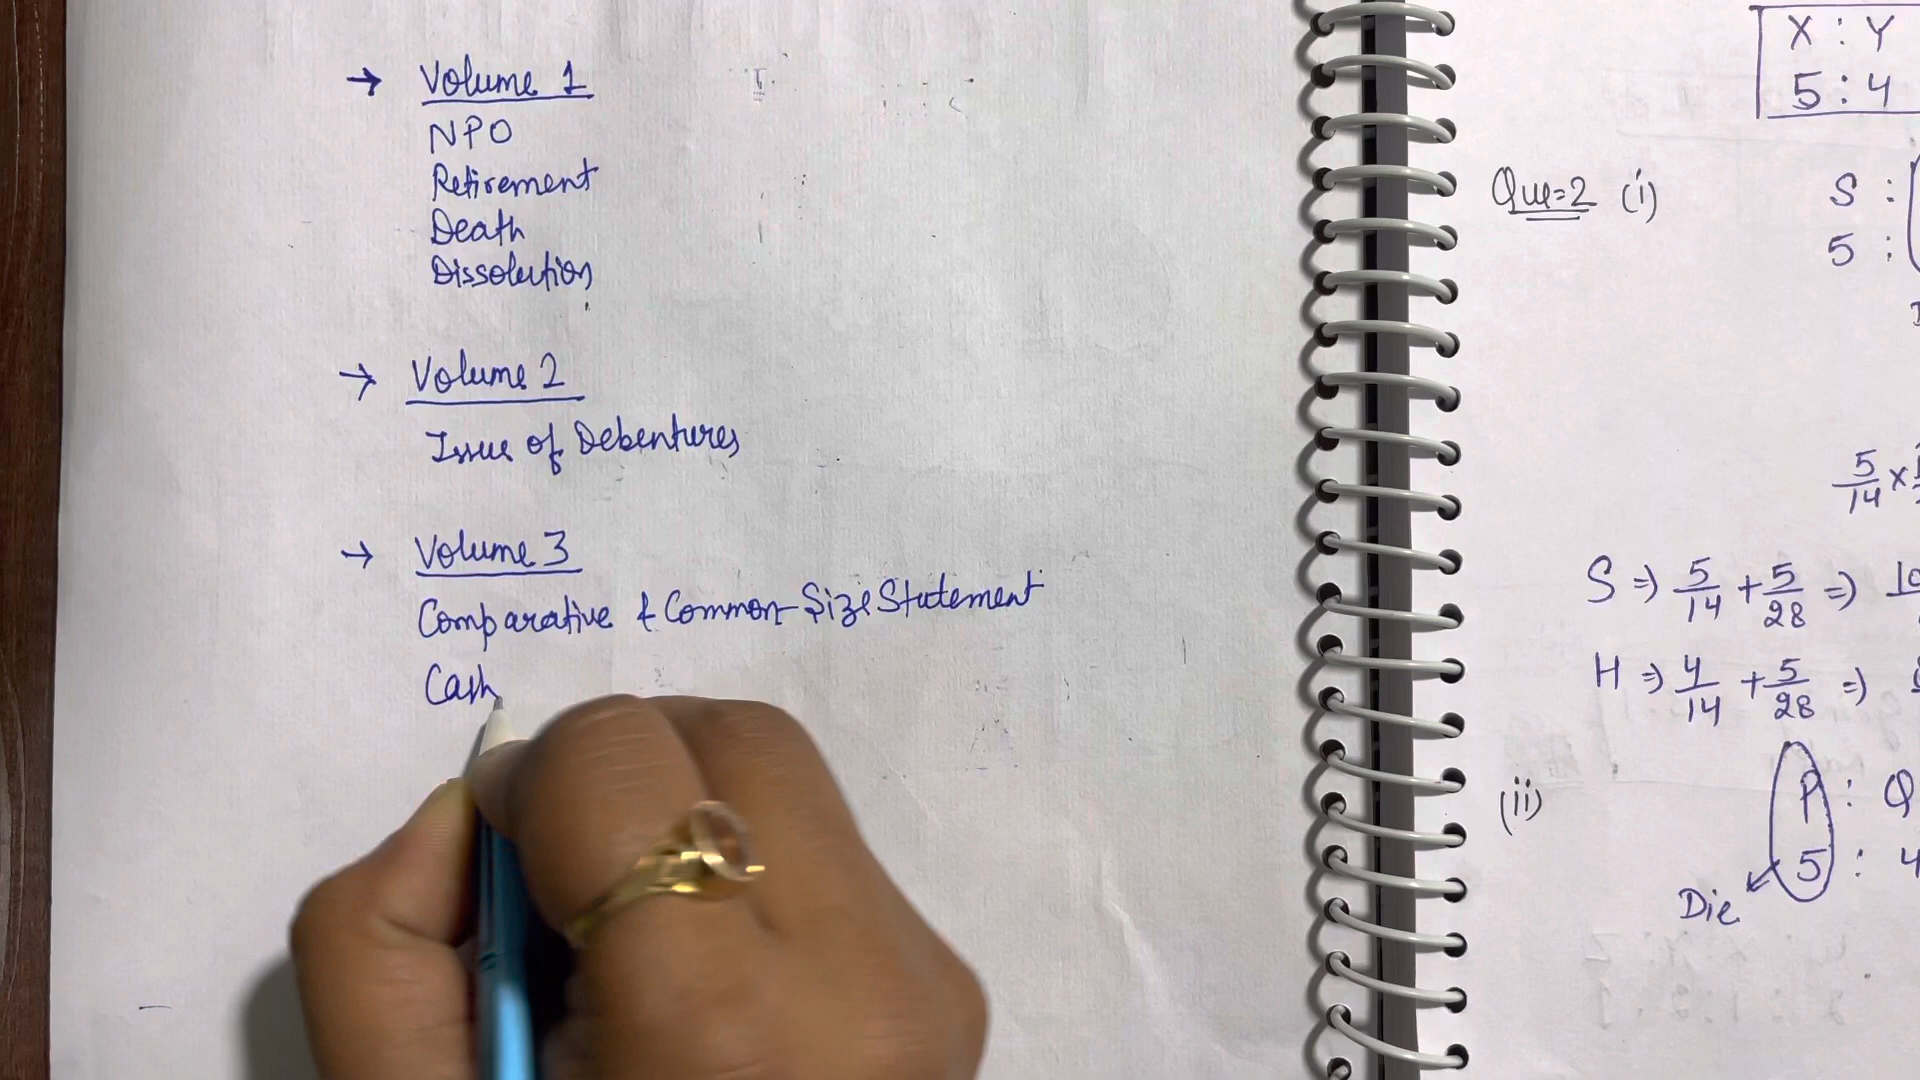 → Volume 1
NPO
Retirement
Death
Dissolution
→ Volume 2
Issue of Debentures
→ Volume 3
Comparative & Common-Size Statement
Cash
X : Y
5 : 4
Que=2 (i)
S :
5 :
5/14 ×
S ⇒ 5/14 + 5/28 ⇒
H ⇒ 4/14 + 5/28 ⇒
(ii)
P : Q
5 : 4
Die